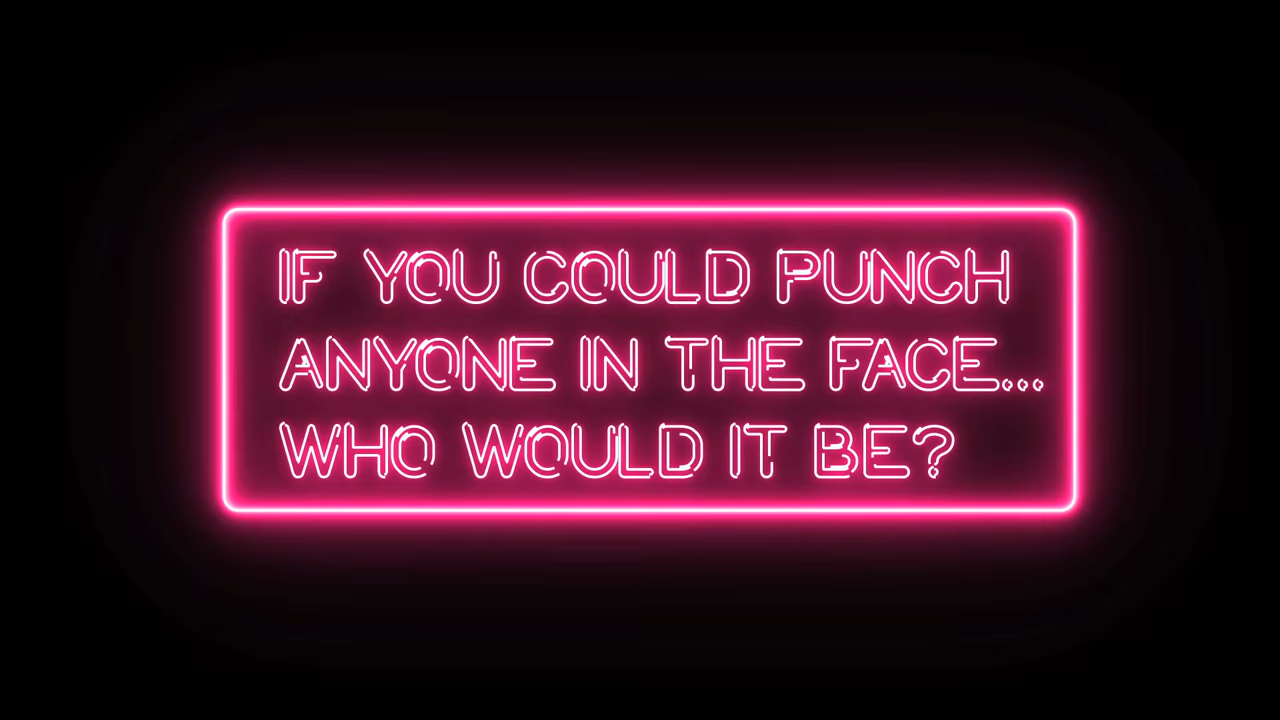 IF YOU COULD PUNCH
ANYONE IN THE FACE...
WHO WOULD IT BE?